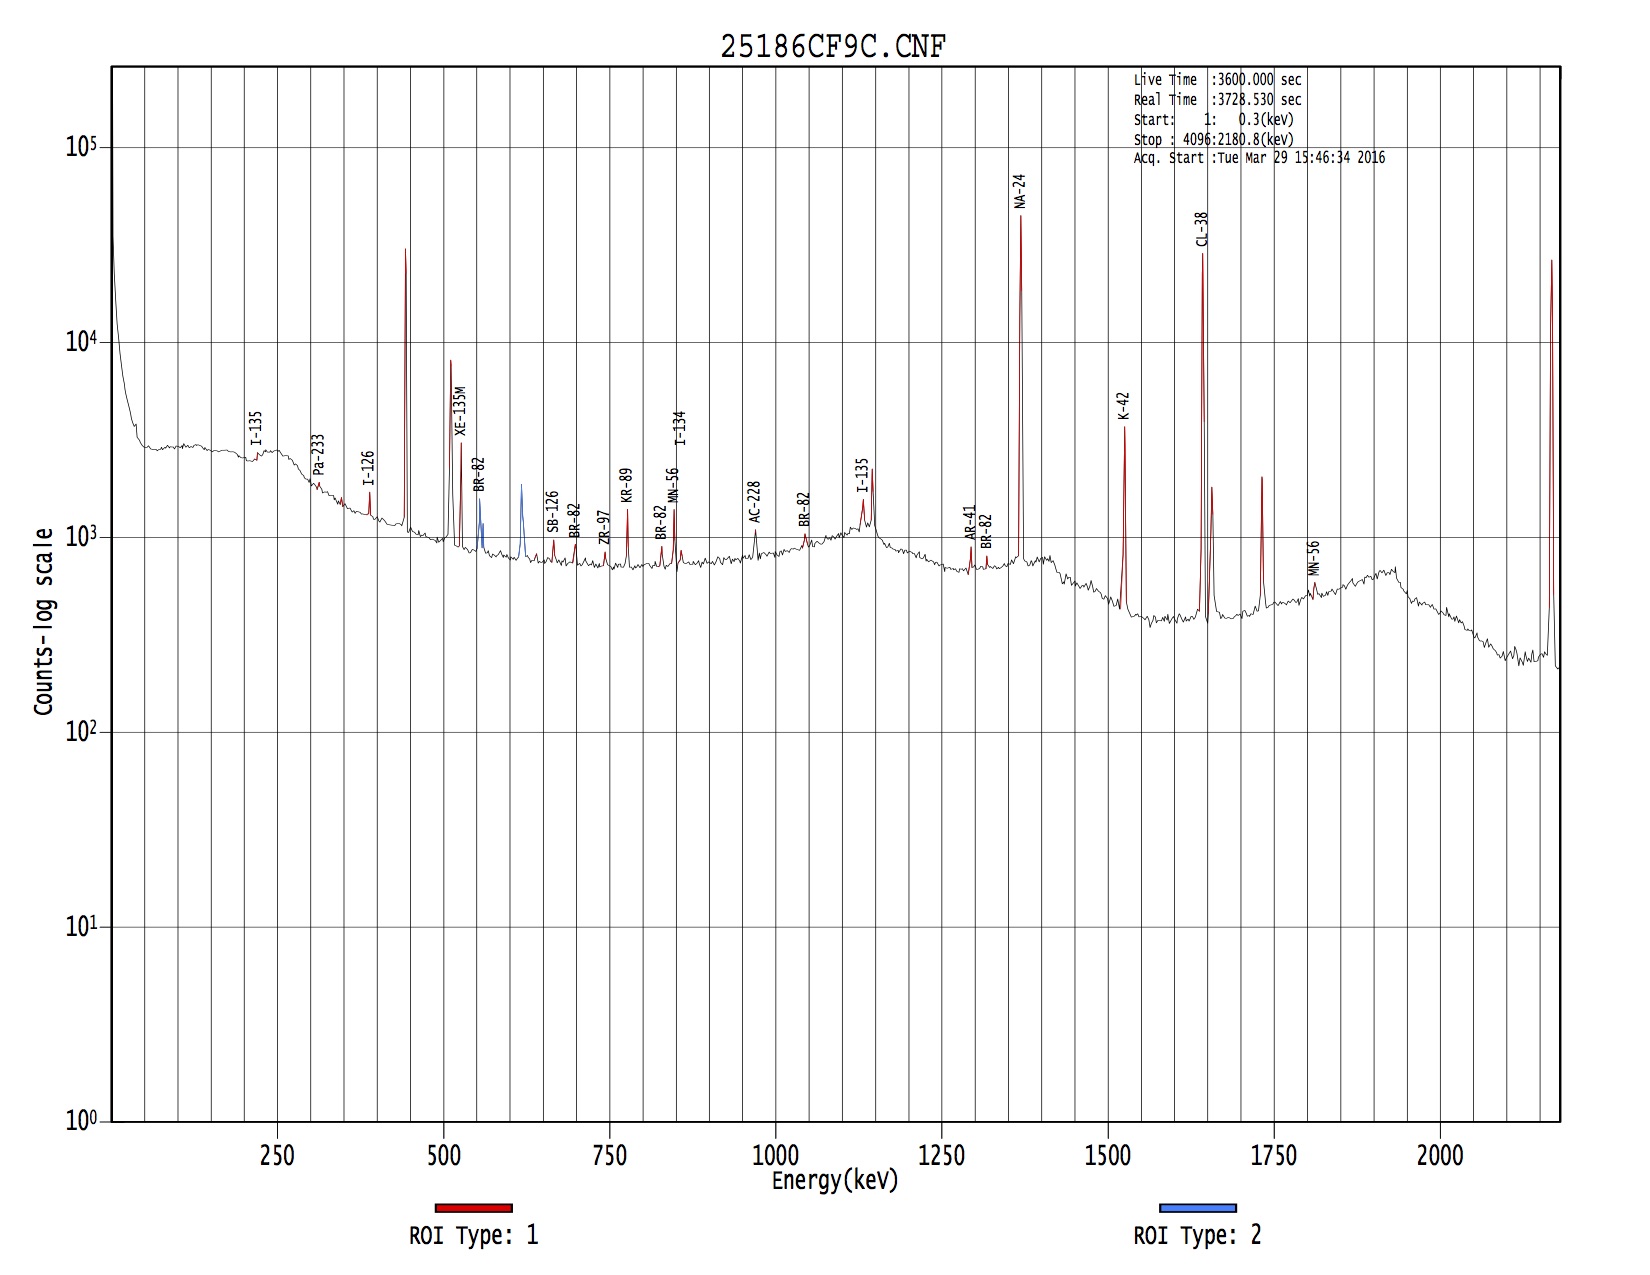 25186CF9C.CNF
Live Time  :3600.000 sec
Real Time  :3728.530 sec
Start:    1:   0.3(keV)
Stop : 4096:2180.8(keV)
Acq. Start :Tue Mar 29 15:46:34 2016
10⁵
10⁴
10³
10²
10¹
10⁰
Counts-log scale
I-135
Pa-233
I-126
XE-135M
BR-82
SB-126
BR-82
ZR-97
KR-89
BR-82
MN-56
I-134
AC-228
BR-82
I-135
AR-41
BR-82
NA-24
K-42
CL-38
MN-56
250 500 750 1000 1250 1500 1750 2000
Energy(keV)
ROI Type: 1
ROI Type: 2